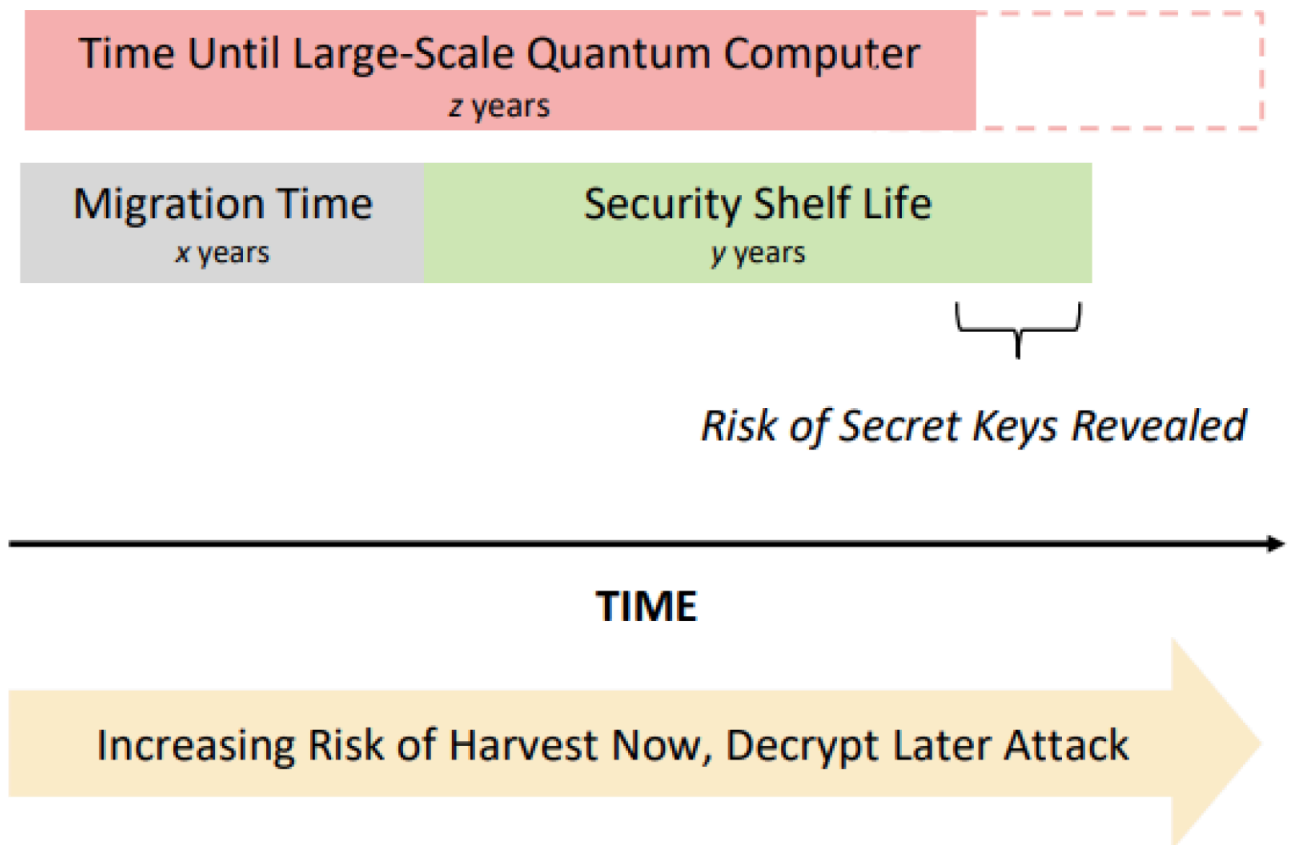 Time Until Large-Scale Quantum Computer
z years
Migration Time
x years
Security Shelf Life
y years
Risk of Secret Keys Revealed
TIME
Increasing Risk of Harvest Now, Decrypt Later Attack